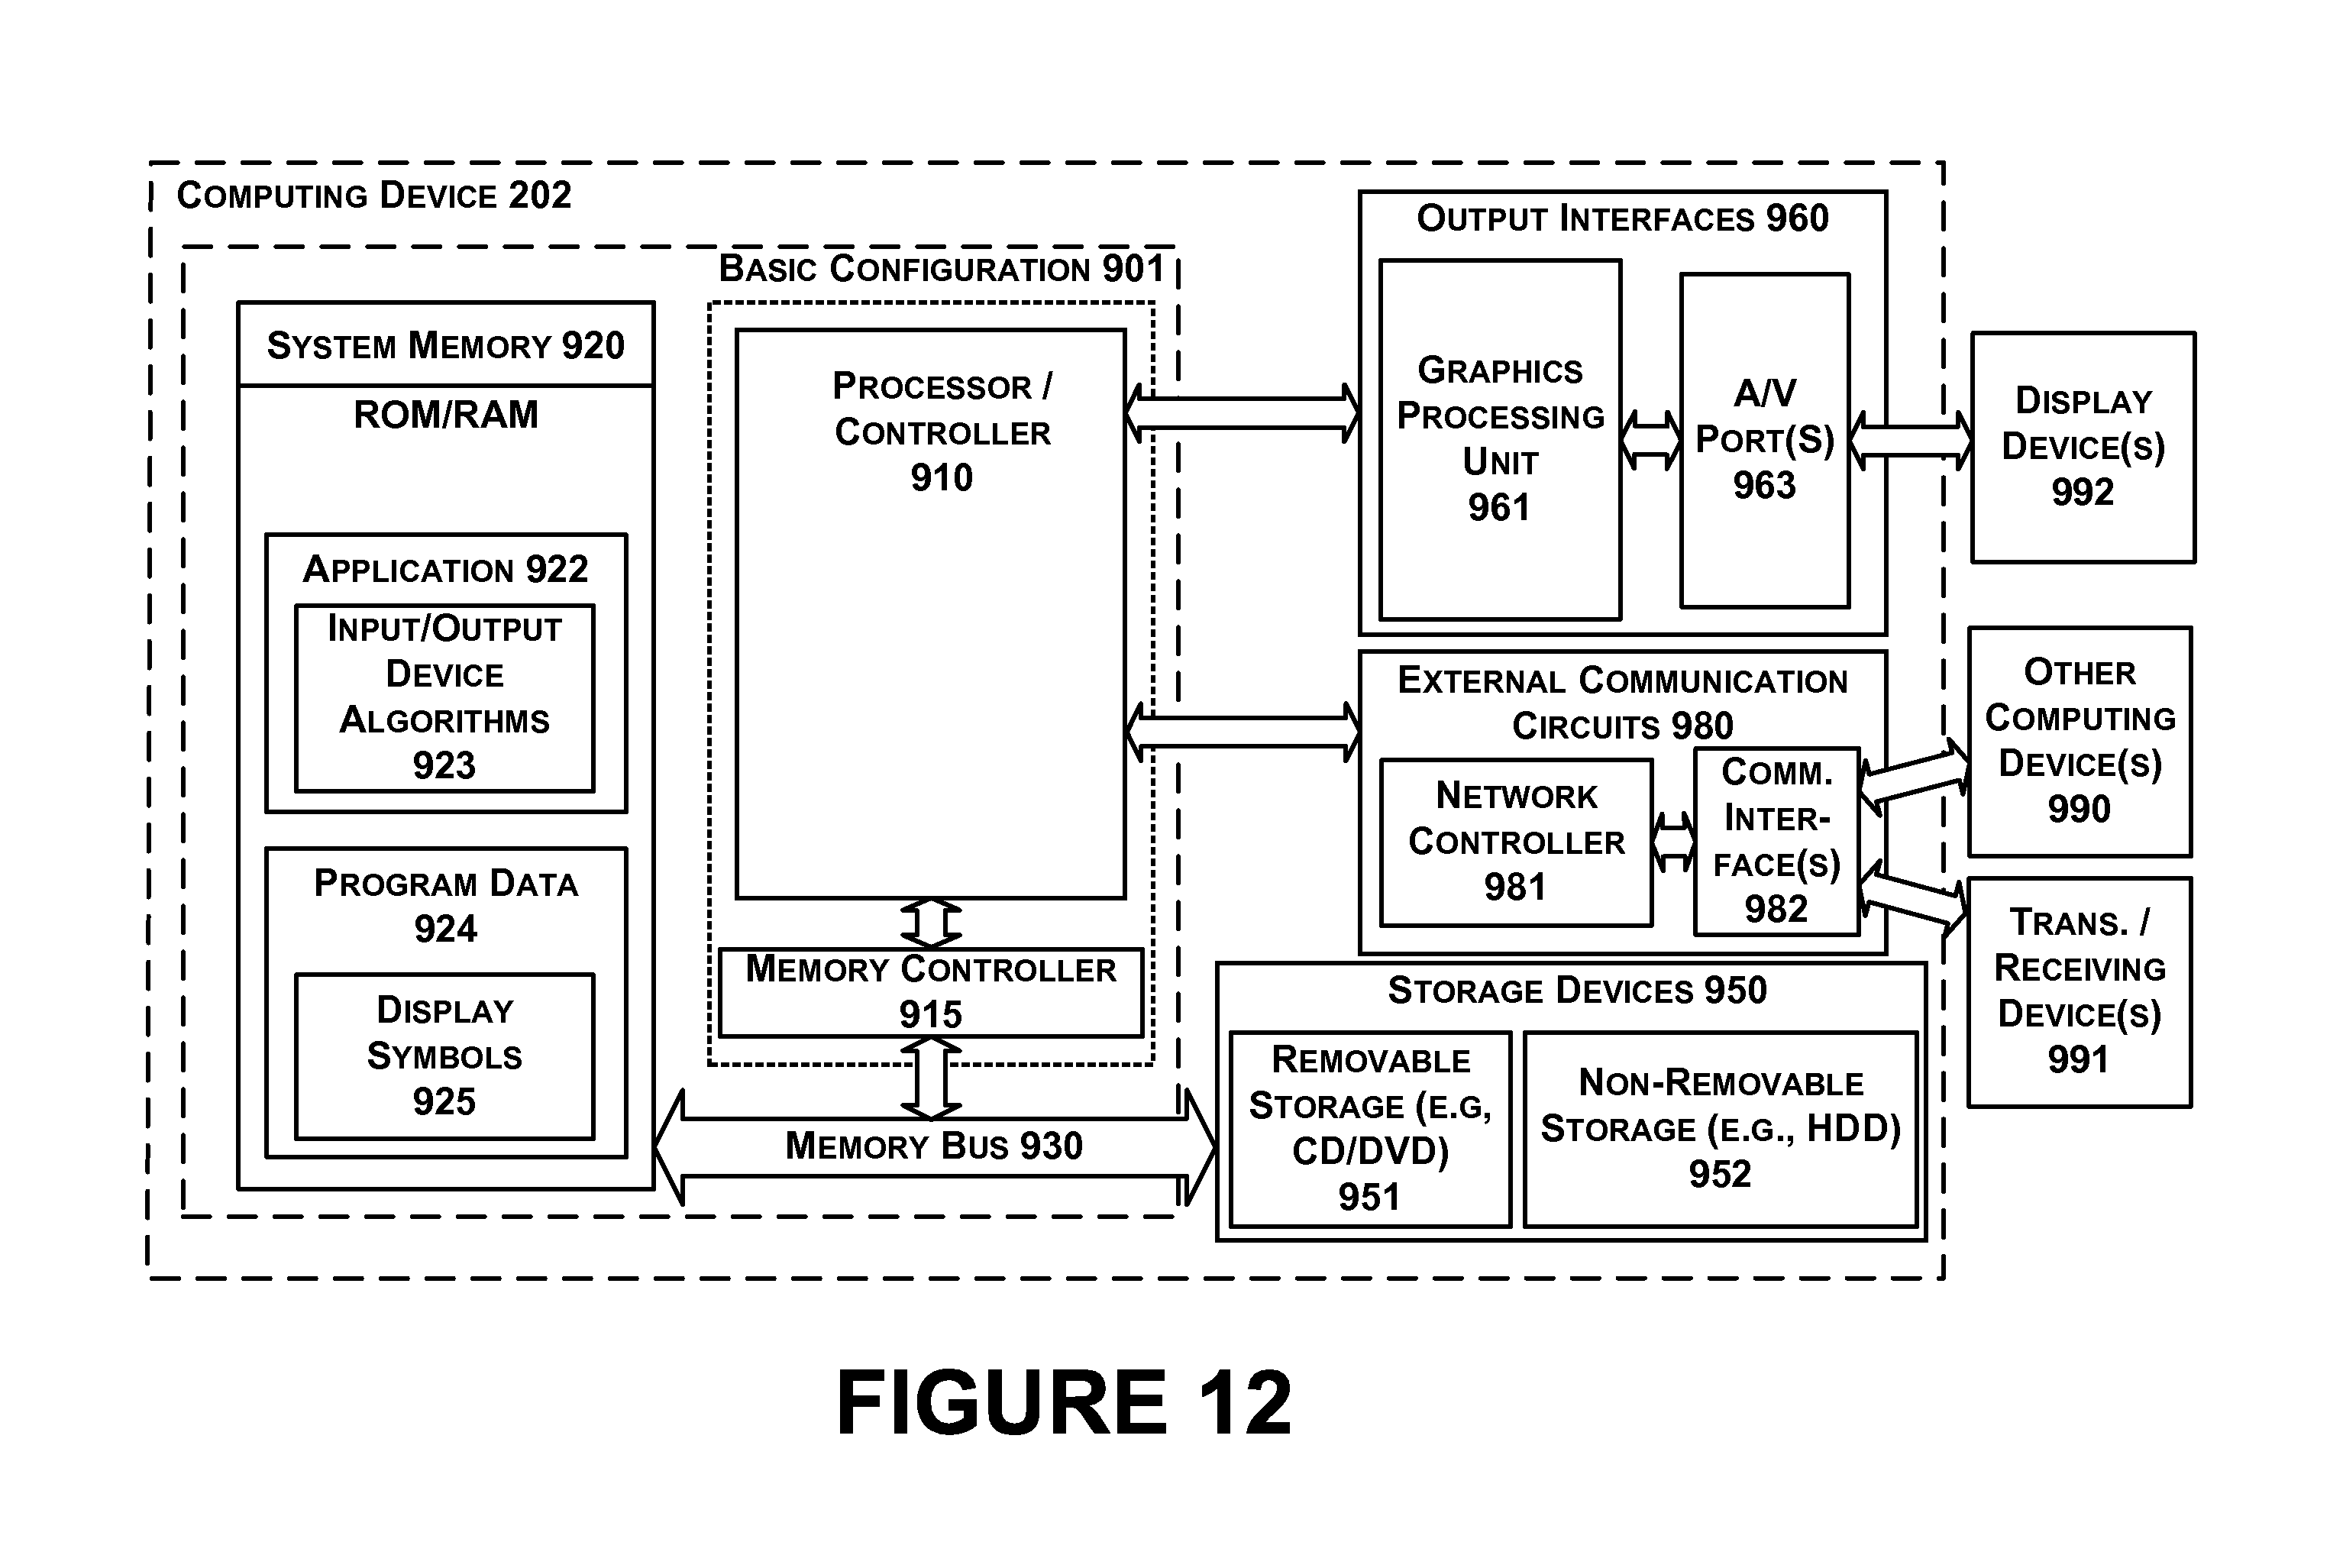 COMPUTING DEVICE 202
BASIC CONFIGURATION 901
SYSTEM MEMORY 920
ROM/RAM
APPLICATION 922
INPUT/OUTPUT
DEVICE
ALGORITHMS
923
PROGRAM DATA
924
DISPLAY
SYMBOLS
925
PROCESSOR /
CONTROLLER
910
MEMORY CONTROLLER
915
MEMORY BUS 930
OUTPUT INTERFACES 960
GRAPHICS
PROCESSING
UNIT
961
A/V
PORT(S)
963
DISPLAY
DEVICE(S)
992
EXTERNAL COMMUNICATION
CIRCUITS 980
NETWORK
CONTROLLER
981
COMM.
INTER-
FACE(S)
982
OTHER
COMPUTING
DEVICE(S)
990
TRANS. /
RECEIVING
DEVICE(S)
991
STORAGE DEVICES 950
REMOVABLE
STORAGE (E.G,
CD/DVD)
951
NON-REMOVABLE
STORAGE (E.G., HDD)
952
FIGURE 12